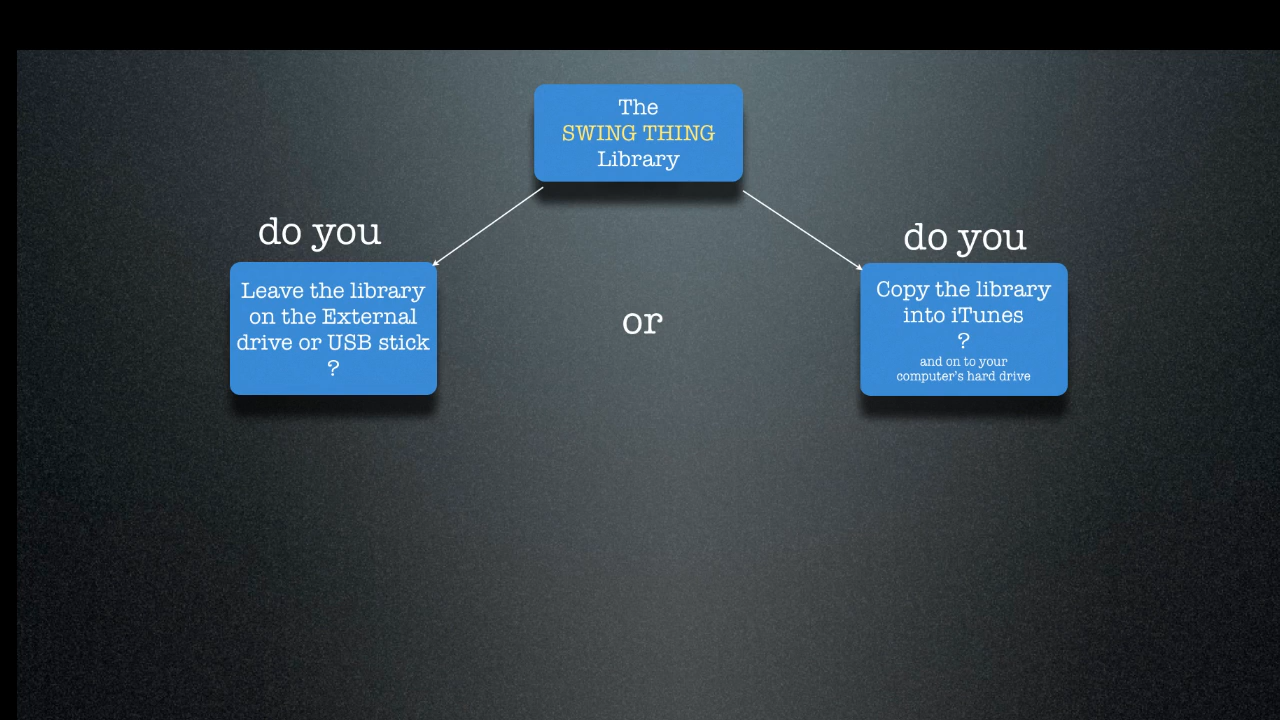 The
SWING THING
Library
do you
Leave the library
on the External
drive or USB stick
?
or
do you
Copy the library
into iTunes
?
and on to your
computer's hard drive